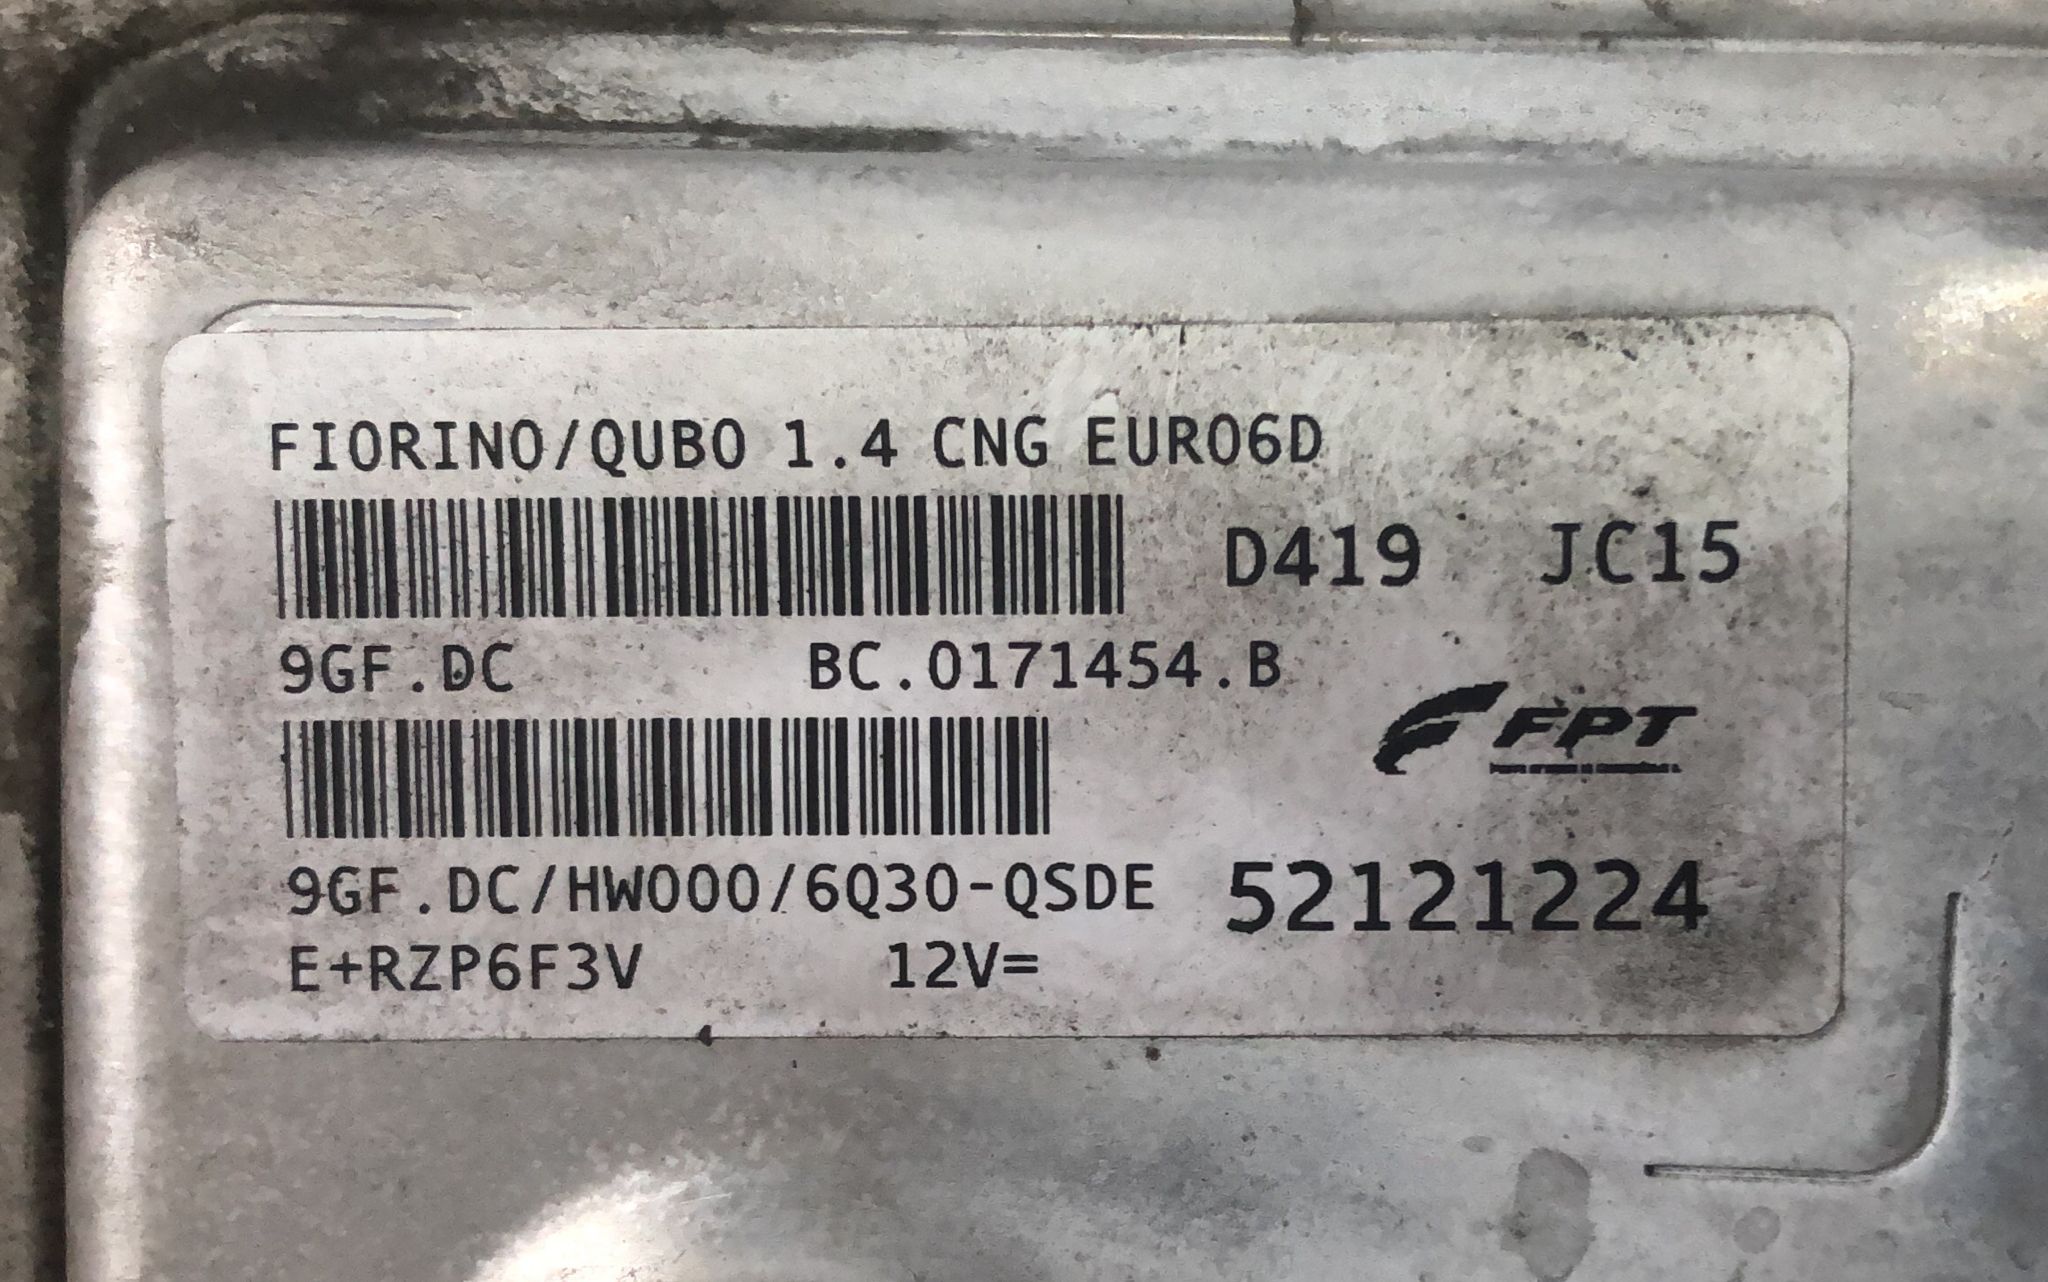 FIORINO/QUBO 1.4 CNG EURO6D
D419 JC15
9GF.DC BC.0171454.B
FPT
9GF.DC/HW000/6Q30-QSDE 52121224
E+RZP6F3V 12V=